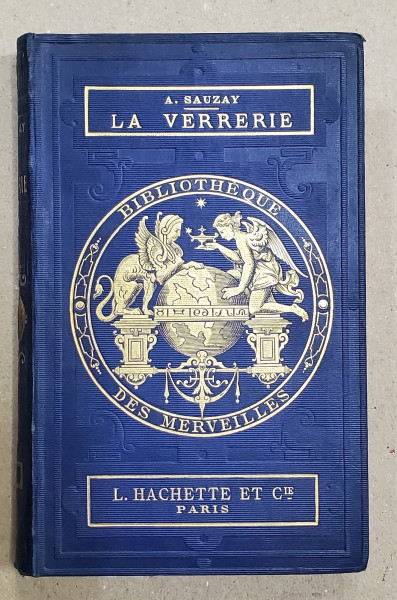 A. SAUZAY
LA VERRERIE
BIBLIOTHEQUE
DES MERVEILLES
L. HACHETTE ET CIE
PARIS